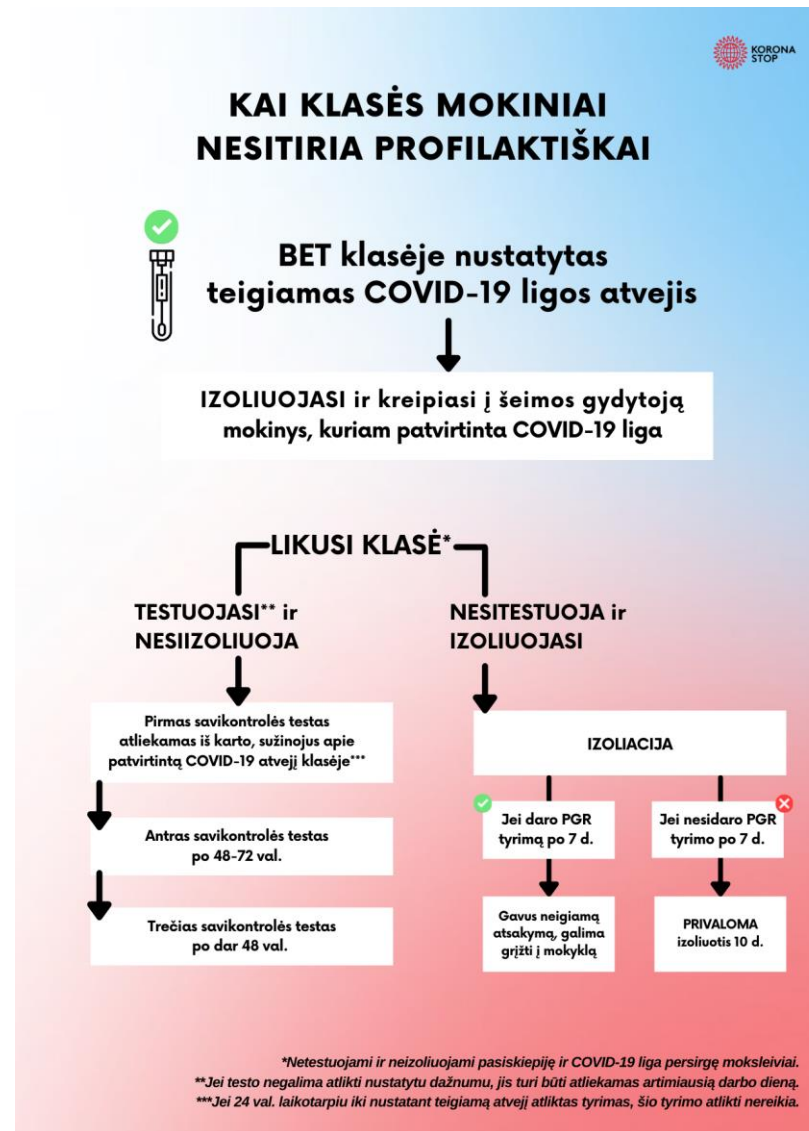 KORONA
STOP
KAI KLASĖS MOKINIAI
NESITIRIA PROFILAKTIŠKAI
BET klasėje nustatytas
teigiamas COVID-19 ligos atvejis
IZOLIUOJASI ir kreipiasi į šeimos gydytoją
mokinys, kuriam patvirtinta COVID-19 liga
LIKUSI KLASĖ*
TESTUOJASI** ir
NESIIZOLIUOJA
Pirmas savikontrolės testas
atliekamas iš karto, sužinojus apie
patvirtintą COVID-19 atvejį klasėje***
Antras savikontrolės testas
po 48-72 val.
Trečias savikontrolės testas
po dar 48 val.
NESITESTUOJA ir
IZOLIUOJASI
IZOLIACIJA
Jei daro PGR
tyrimą po 7 d.
Gavus neigiamą
atsakymą, galima
grįžti į mokyklą
Jei nesidaro PGR
tyrimo po 7 d.
PRIVALOMA
izoliuotis 10 d.
*Netestuojami ir neizoliuojami pasiskiepiję ir COVID-19 liga persirgę moksleiviai.
**Jei testo negalima atlikti nustatytu dažnumu, jis turi būti atliekamas artimiausią darbo dieną.
***Jei 24 val. laikotarpiu iki nustatant teigiamą atvejį atliktas tyrimas, šio tyrimo atlikti nereikia.